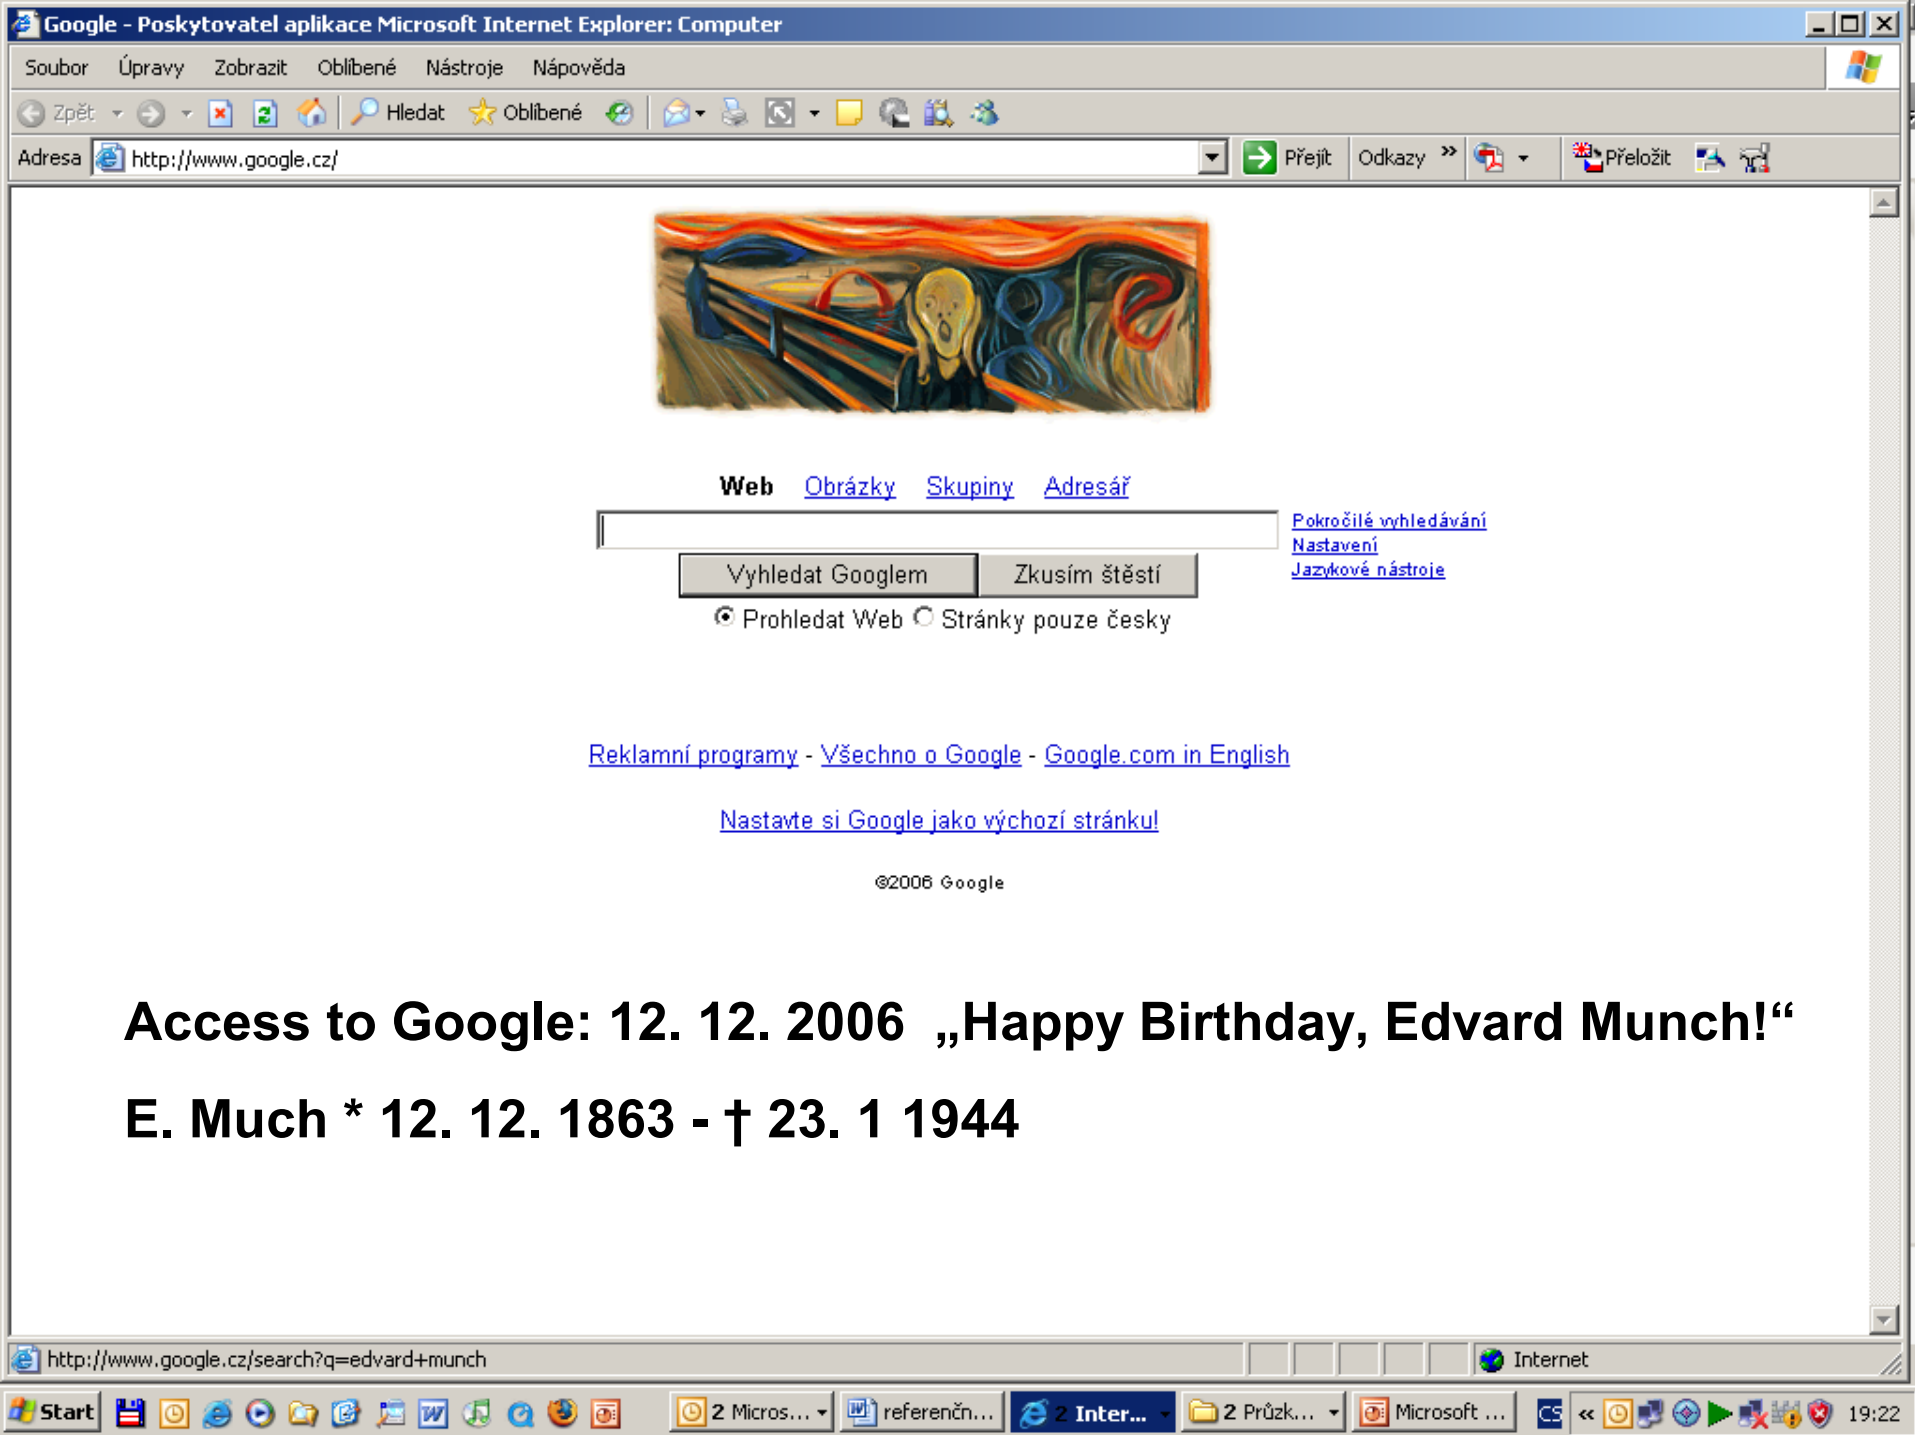 Google - Poskytovatel aplikace Microsoft Internet Explorer: Computer
Soubor Úpravy Zobrazit Oblíbené Nástroje Nápověda
Zpět Hledat Oblíbené
Adresa http://www.google.cz/ Přejít Odkazy » Přeložit
Web Obrázky Skupiny Adresář
Pokročilé vyhledávání
Nastavení
Jazykové nástroje
Vyhledat Googlem Zkusím štěstí
Prohledat Web Stránky pouze česky
Reklamní programy - Všechno o Google - Google.com in English
Nastavte si Google jako výchozí stránku!
©2006 Google
Access to Google: 12. 12. 2006 „Happy Birthday, Edvard Munch!“
E. Much * 12. 12. 1863 - † 23. 1 1944
http://www.google.cz/search?q=edvard+munch Internet
Start 2 Micros... referenčn... 2 Inter... 2 Průzk... Microsoft ... CS « 19:22